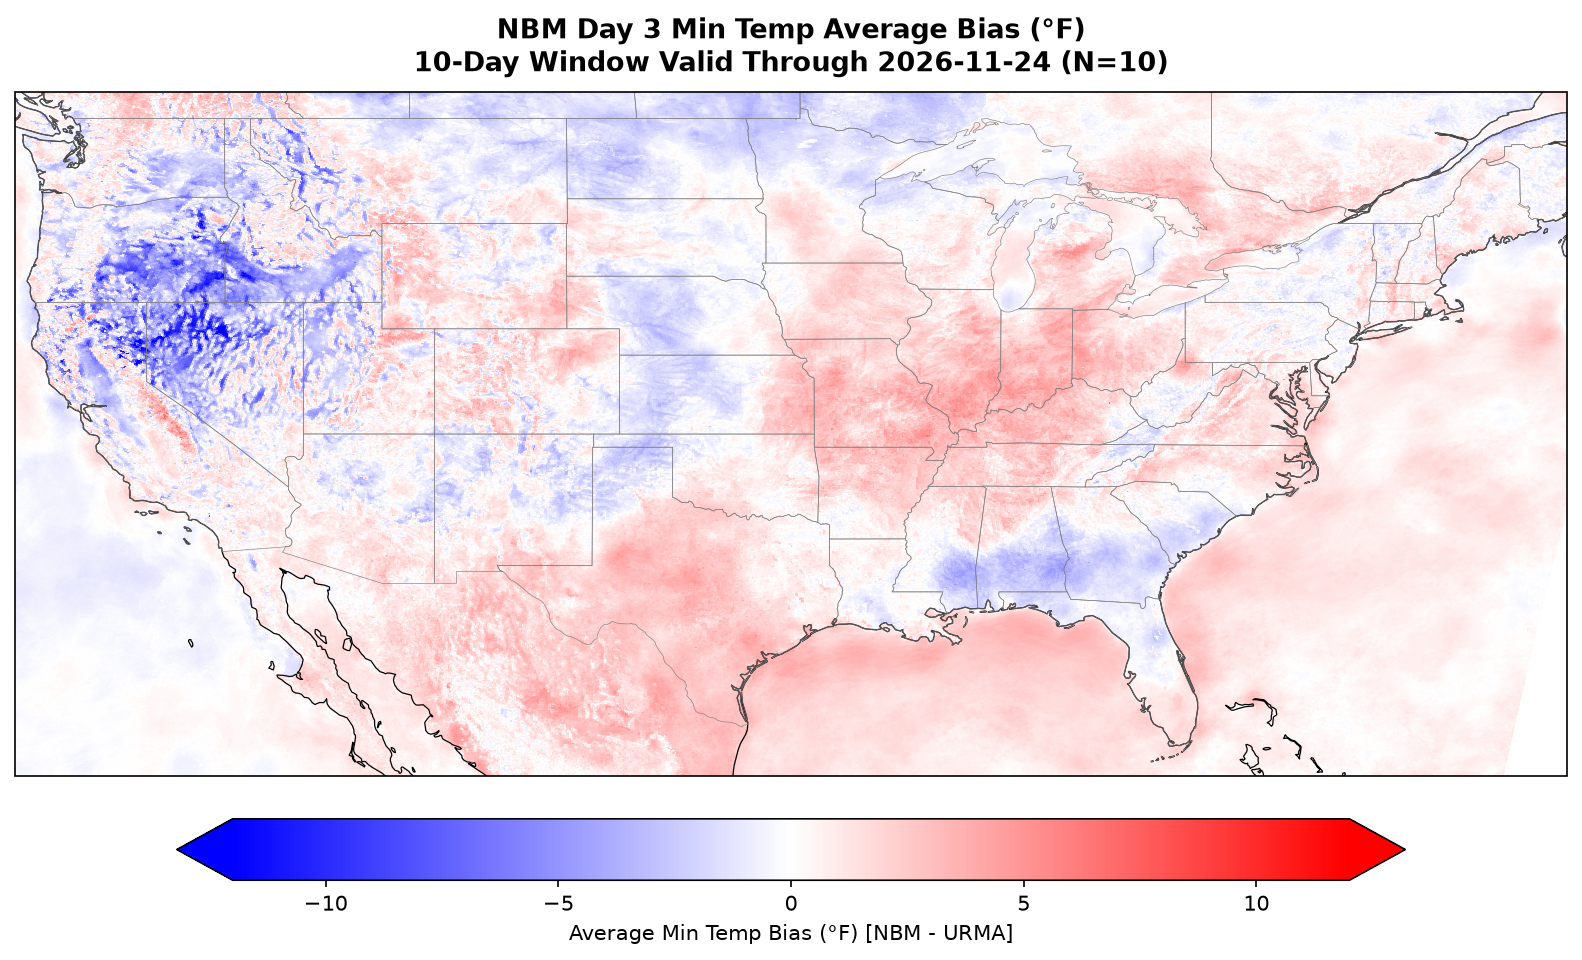 NBM Day 3 Min Temp Average Bias (°F)
10-Day Window Valid Through 2026-11-24 (N=10)
−10 −5 0 5 10
Average Min Temp Bias (°F) [NBM - URMA]